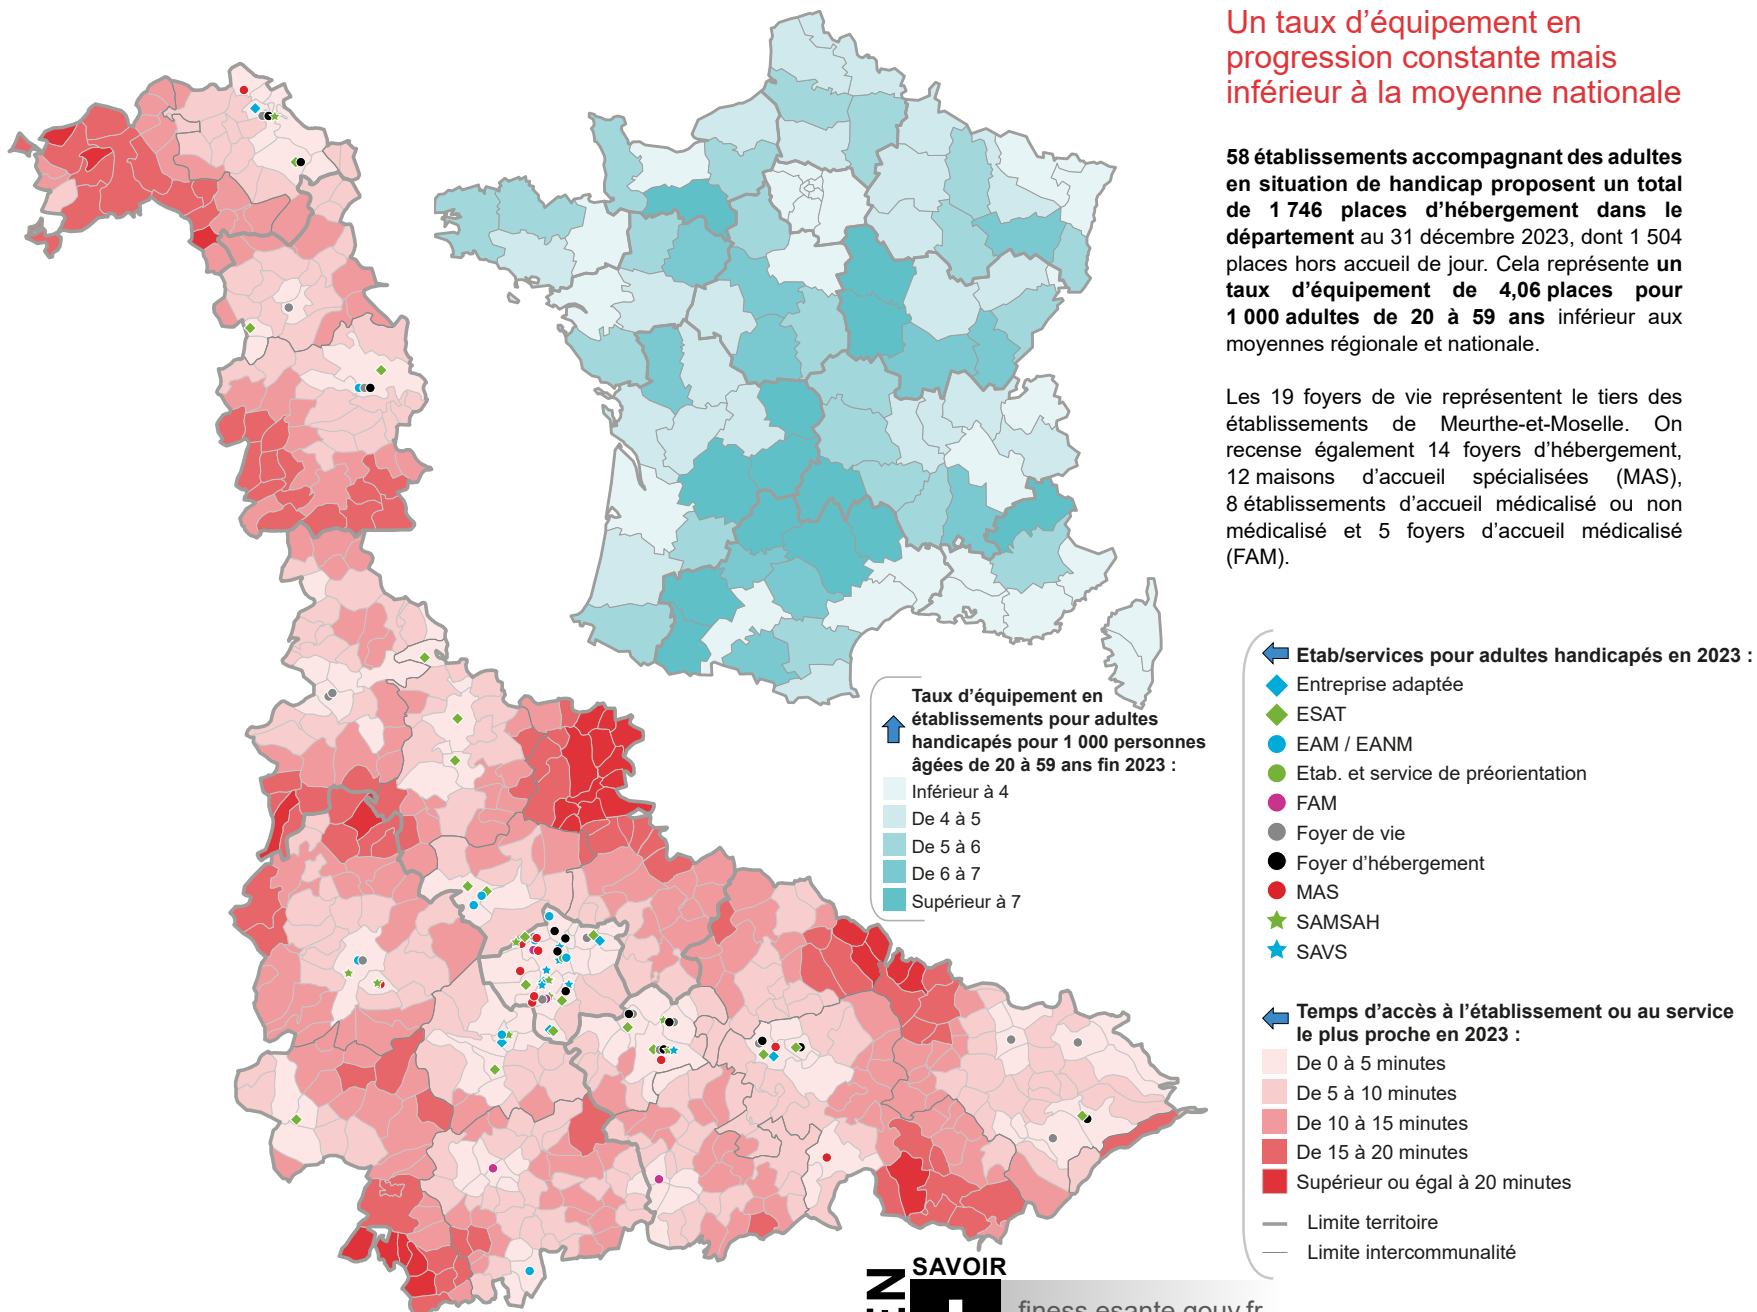 Un taux d’équipement en
progression constante mais
inférieur à la moyenne nationale
58 établissements accompagnant des adultes
en situation de handicap proposent un total
de 1 746 places d’hébergement dans le
département au 31 décembre 2023, dont 1 504
places hors accueil de jour. Cela représente un
taux d’équipement de 4,06 places pour
1 000 adultes de 20 à 59 ans inférieur aux
moyennes régionale et nationale.
Les 19 foyers de vie représentent le tiers des
établissements de Meurthe-et-Moselle. On
recense également 14 foyers d’hébergement,
12 maisons d’accueil spécialisées (MAS),
8 établissements d’accueil médicalisé ou non
médicalisé et 5 foyers d’accueil médicalisé
(FAM).
Taux d’équipement en
établissements pour adultes
handicapés pour 1 000 personnes
âgées de 20 à 59 ans fin 2023 :
Inférieur à 4
De 4 à 5
De 5 à 6
De 6 à 7
Supérieur à 7
Etab/services pour adultes handicapés en 2023 :
Entreprise adaptée
ESAT
EAM / EANM
Etab. et service de préorientation
FAM
Foyer de vie
Foyer d’hébergement
MAS
SAMSAH
SAVS
Temps d’accès à l’établissement ou au service
le plus proche en 2023 :
De 0 à 5 minutes
De 5 à 10 minutes
De 10 à 15 minutes
De 15 à 20 minutes
Supérieur ou égal à 20 minutes
Limite territoire
Limite intercommunalité
EN
SAVOIR
finess.esante.gouv.fr